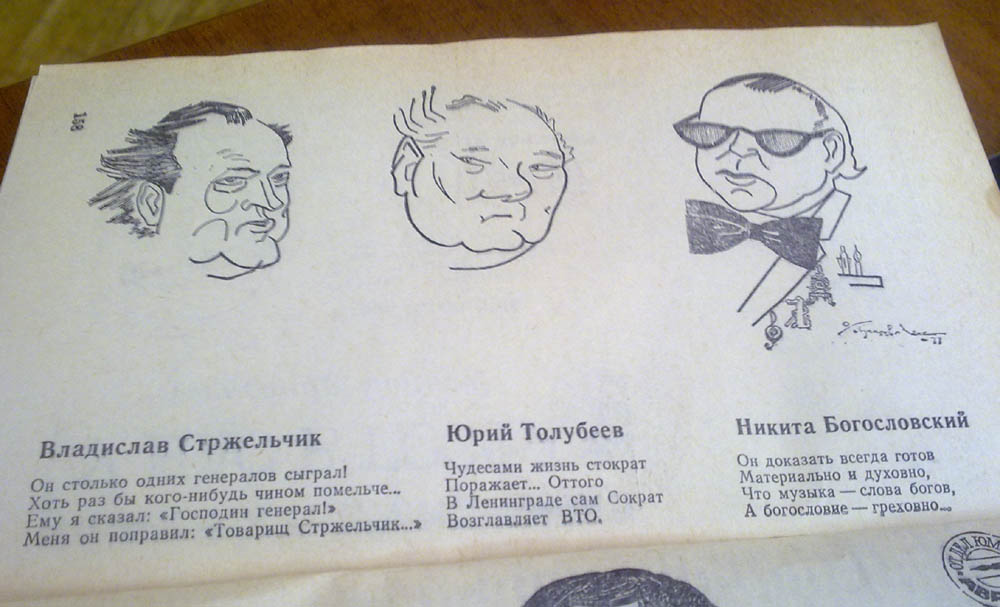 158
Владислав Стржельчик
Он столько одних генералов сыграл!
Хоть раз бы кого-нибудь чином помельче...
Ему я сказал: «Господин генерал!»
Меня он поправил: «Товарищ Стржельчик...»
Юрий Толубеев
Чудесами жизнь стократ
Поражает... Оттого
В Ленинграде сам Сократ
Возглавляет ВТО.
Никита Богословский
Он доказать всегда готов
Материально и духовно,
Что музыка — слова богов,
А богословие — греховно...